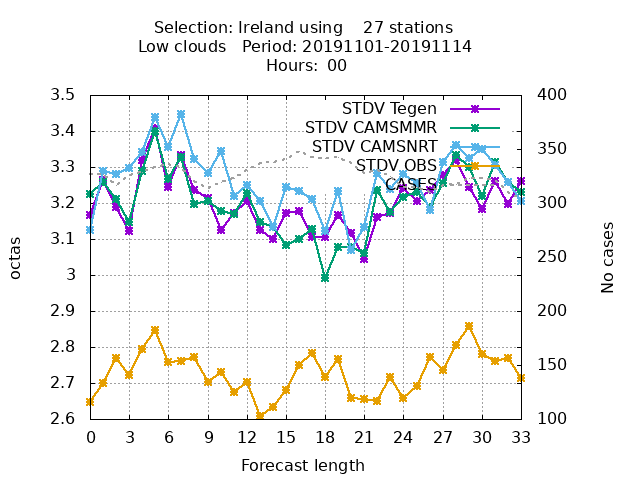 Selection: Ireland using    27 stations
Low clouds   Period: 20191101-20191114
Hours: 00
octas
3.5
3.4
3.3
3.2
3.1
3
2.9
2.8
2.7
2.6
400
350
300
250
200
150
100
No cases
STDV Tegen
STDV CAMSMMR
STDV CAMSNRT
STDV OBS
CASES
0 3 6 9 12 15 18 21 24 27 30 33
Forecast length